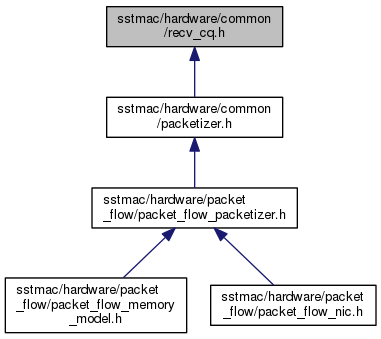 sstmac/hardware/common
/recv_cq.h
sstmac/hardware/common
/packetizer.h
sstmac/hardware/packet
_flow/packet_flow_packetizer.h
sstmac/hardware/packet
_flow/packet_flow_memory
_model.h
sstmac/hardware/packet
_flow/packet_flow_nic.h